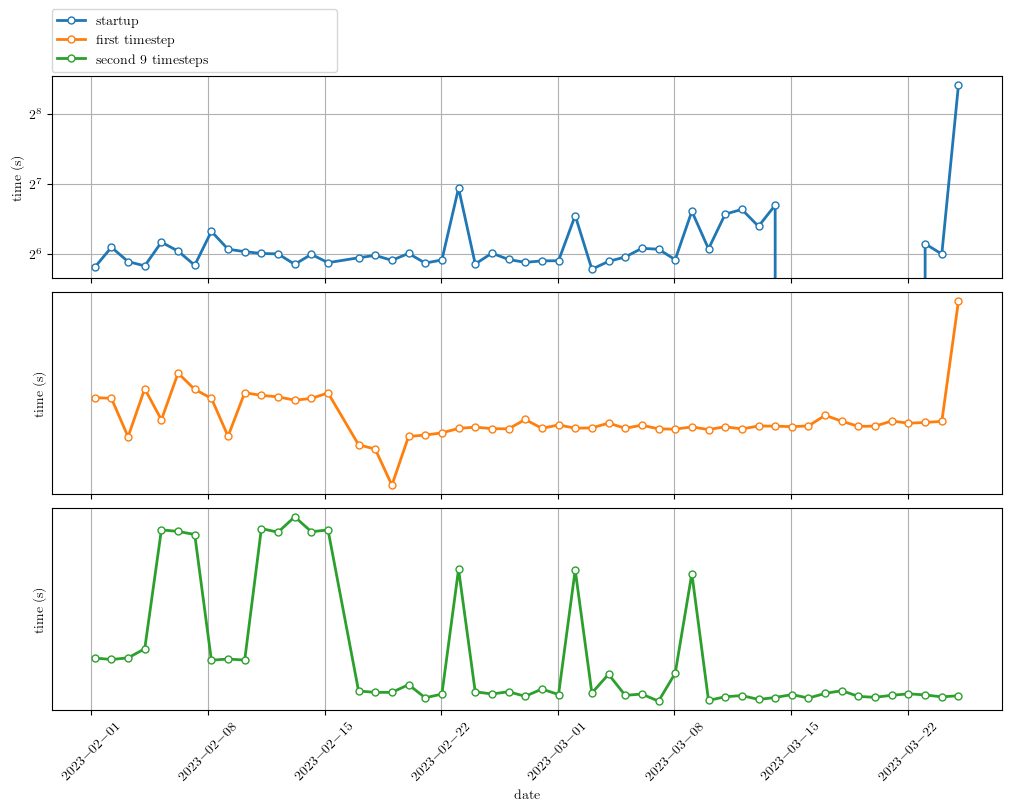 startup
first timestep
second 9 timesteps
2^8
2^7
2^6
time (s)
time (s)
time (s)
2023−02−01
2023−02−08
2023−02−15
2023−02−22
2023−03−01
2023−03−08
2023−03−15
2023−03−22
date